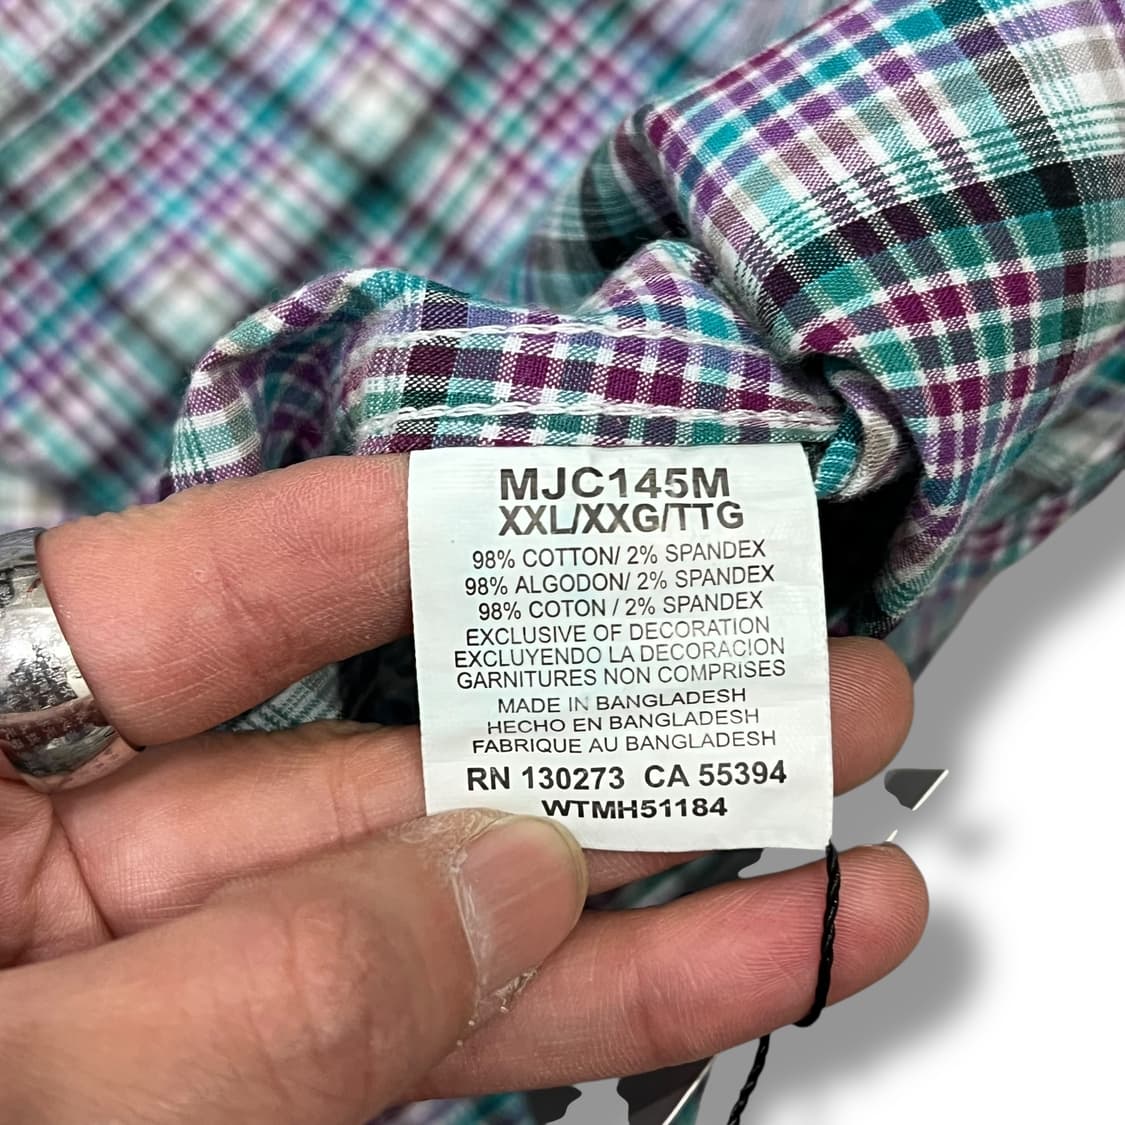 MJC145M
XXL/XXG/TTG
98% COTTON/ 2% SPANDEX
98% ALGODON/ 2% SPANDEX
98% COTON / 2% SPANDEX
EXCLUSIVE OF DECORATION
EXCLUYENDO LA DECORACION
GARNITURES NON COMPRISES
MADE IN BANGLADESH
HECHO EN BANGLADESH
FABRIQUE AU BANGLADESH
RN 130273 CA 55394
WTMH51184